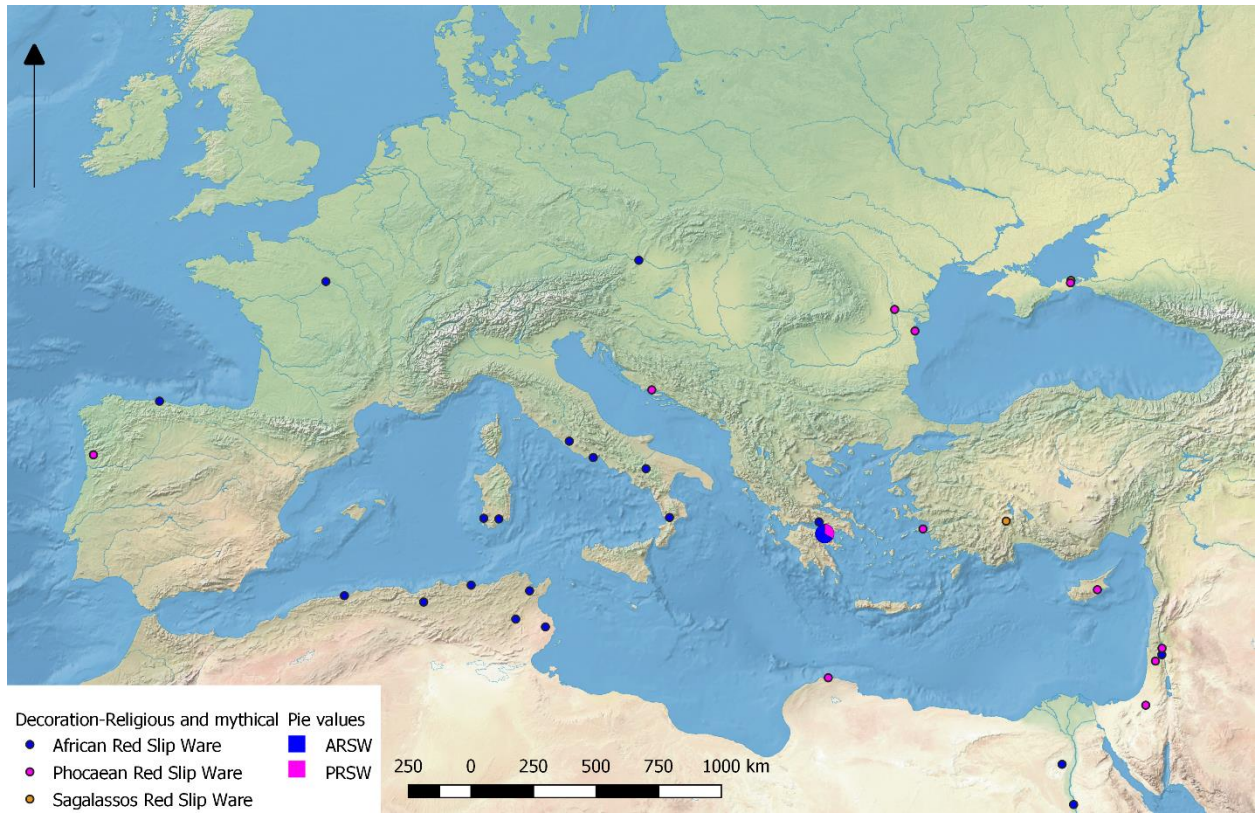 Decoration-Religious and mythical Pie values
African Red Slip Ware ARSW
Phocaean Red Slip Ware PRSW
Sagalassos Red Slip Ware
250 0 250 500 750 1000 km